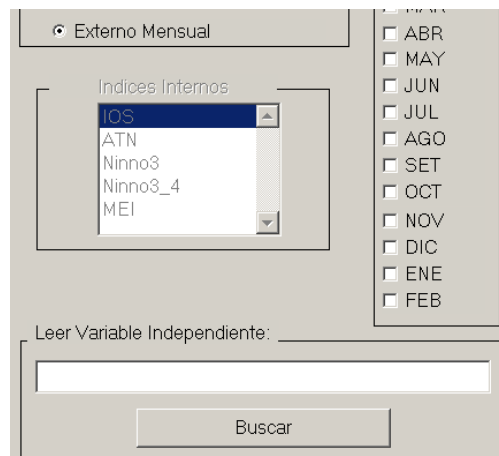 Externo Mensual
Indices Internos
IOS
ATN
Ninno3
Ninno3_4
MEI
MAR
ABR
MAY
JUN
JUL
AGO
SET
OCT
NOV
DIC
ENE
FEB
Leer Variable Independiente:
Buscar